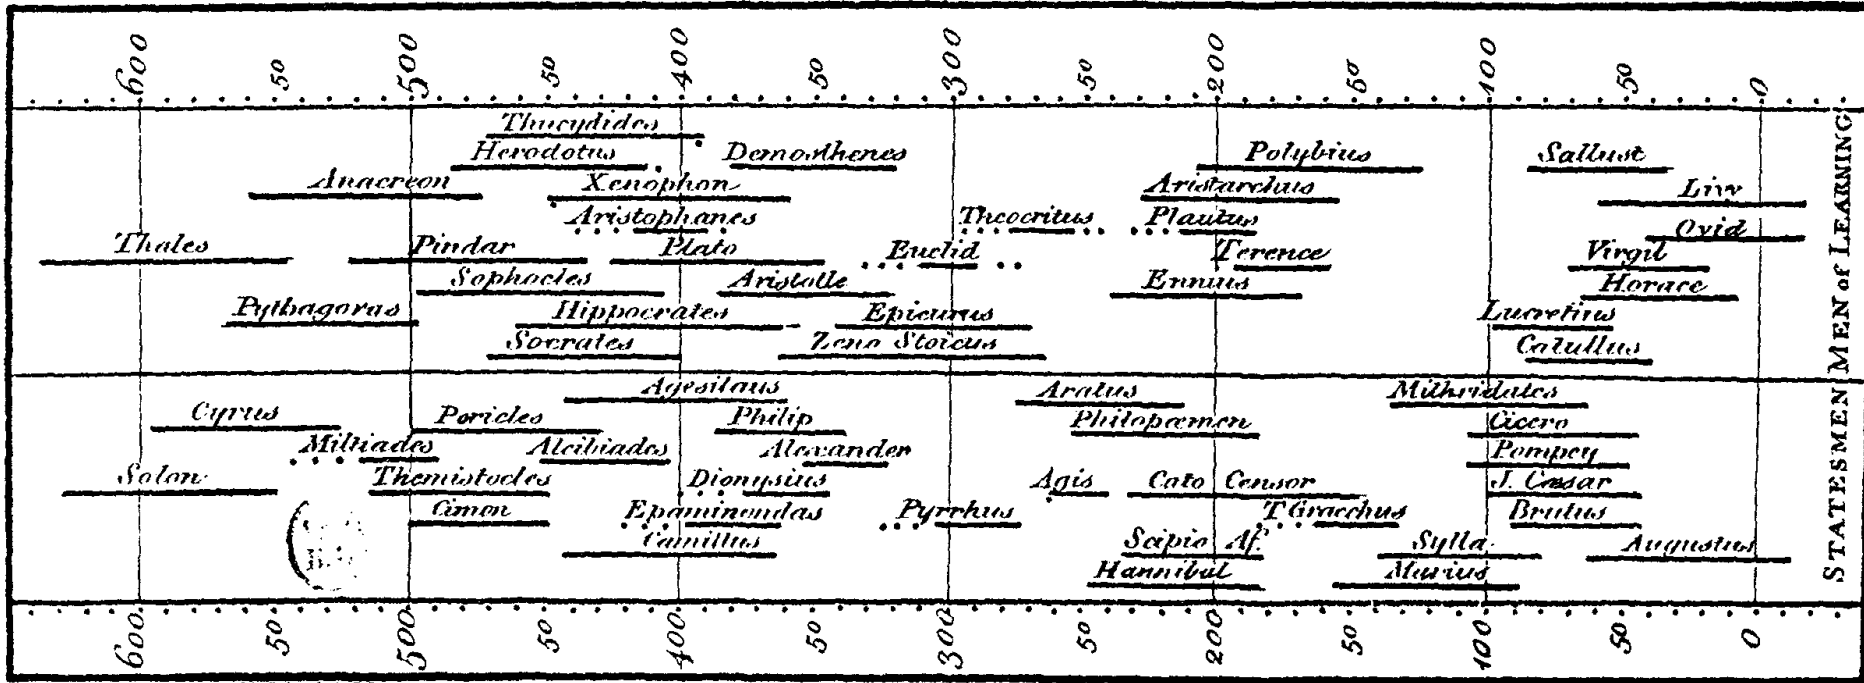 600 50 500 50 400 50 300 50 200 50 100 50 0
Thucydides
Herodotus Demosthenes Polybius Sallust
Anacreon Xenophon Aristarchus Livy
Aristophanes Theocritus Plautus Ovid
Thales Pindar Plato Euclid Terence Virgil
Sophocles Aristotle Ennius Horace
Pythagoras Hippocrates Epicurus Lucretius
Socrates Zeno Stoicus Catullus
MEN of LEARNING
Agesilaus Aratus Mithridates
Cyrus Pericles Philip Philopæmen Cicero
Miltiades Alcibiades Alexander Pompey
Solon Themistocles Dionysius Agis Cato Censor J. Cæsar
Cimon Epaminondas Pyrrhus T Gracchus Brutus
Camillus Scipio Af. Sylla Augustus
Hannibal Marius
STATESMEN
600 50 500 50 400 50 300 50 200 50 100 50 0